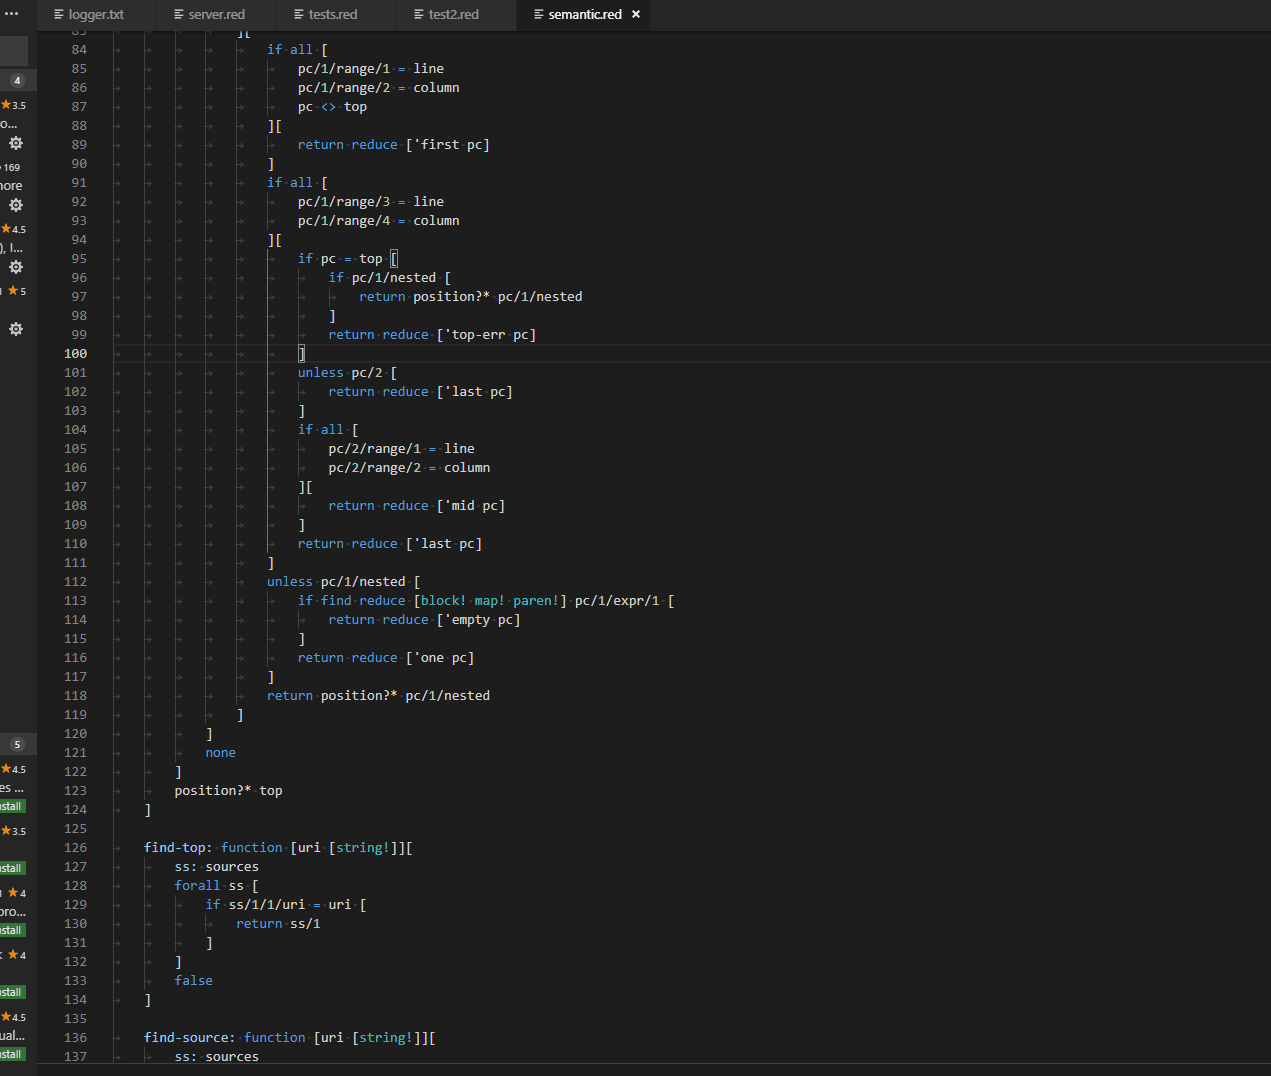 logger.txt server.red tests.red test2.red semantic.red ×
84 if all [
85 pc/1/range/1 = line
86 pc/1/range/2 = column
87 pc <> top
88 ][
89 return reduce ['first pc]
90 ]
91 if all [
92 pc/1/range/3 = line
93 pc/1/range/4 = column
94 ][
95 if pc = top [
96 if pc/1/nested [
97 return position?* pc/1/nested
98 ]
99 return reduce ['top-err pc]
100 ]
101 unless pc/2 [
102 return reduce ['last pc]
103 ]
104 if all [
105 pc/2/range/1 = line
106 pc/2/range/2 = column
107 ][
108 return reduce ['mid pc]
109 ]
110 return reduce ['last pc]
111 ]
112 unless pc/1/nested [
113 if find reduce [block! map! paren!] pc/1/expr/1 [
114 return reduce ['empty pc]
115 ]
116 return reduce ['one pc]
117 ]
118 return position?* pc/1/nested
119 ]
120 ]
121 none
122 ]
123 position?* top
124 ]
125
126 find-top: function [uri [string!]][
127 ss: sources
128 forall ss [
129 if ss/1/1/uri = uri [
130 return ss/1
131 ]
132 ]
133 false
134 ]
135
136 find-source: function [uri [string!]][
137 ss: sources
4
3.5
169
4.5
5
5
4.5
3.5
4
4
4.5